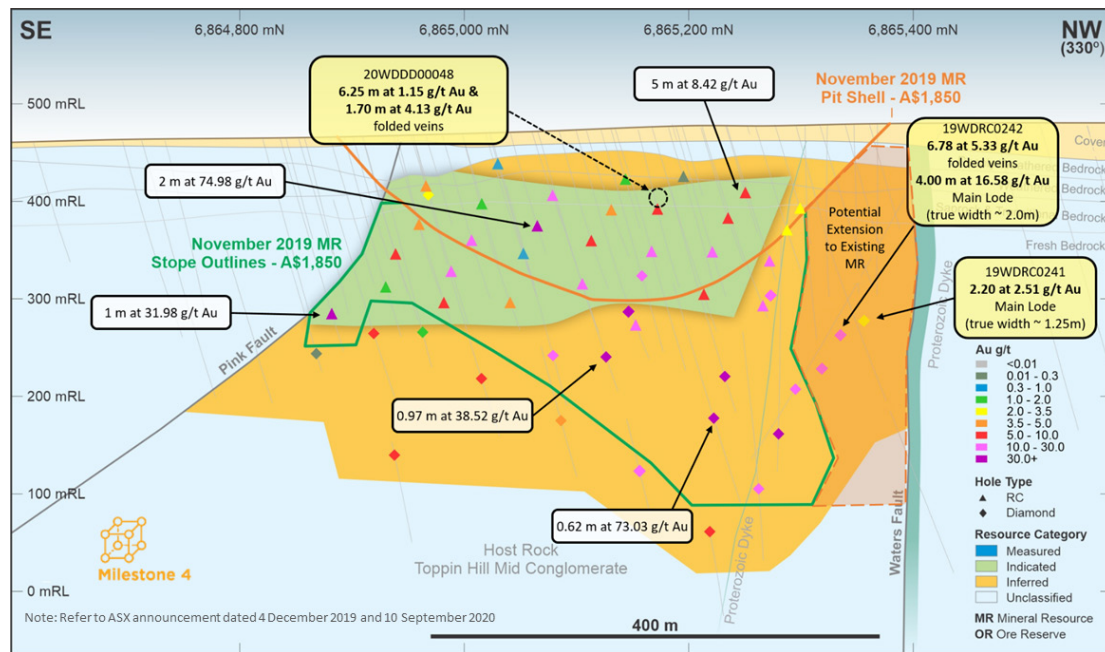 SE
6,864,800 mN
6,865,000 mN
6,865,200 mN
6,865,400 mN
NW
(330°)
20WDDD00048
6.25 m at 1.15 g/t Au &
1.70 m at 4.13 g/t Au
folded veins
5 m at 8.42 g/t Au
November 2019 MR
Pit Shell - A$1,850
500 mRL
19WDRC0242
6.78 at 5.33 g/t Au
folded veins
4.00 m at 16.58 g/t Au
Main Lode
(true width ~ 2.0m)
Cover
Bedrock
Bedrock
Bedrock
Fresh Bedrock
2 m at 74.98 g/t Au
400 mRL
Potential
Extension
to Existing
MR
November 2019 MR
Stope Outlines - A$1,850
19WDRC0241
2.20 at 2.51 g/t Au
Main Lode
(true width ~ 1.25m)
300 mRL
1 m at 31.98 g/t Au
Pink Fault
Proterozoic Dyke
200 mRL
0.97 m at 38.52 g/t Au
100 mRL
0.62 m at 73.03 g/t Au
Proterozoic Dyke
Waters Fault
Host Rock
Toppin Hill Mid Conglomerate
Milestone 4
0 mRL
Note: Refer to ASX announcement dated 4 December 2019 and 10 September 2020
400 m
Au g/t
<0.01
0.01 - 0.3
0.3 - 1.0
1.0 - 2.0
2.0 - 3.5
3.5 - 5.0
5.0 - 10.0
10.0 - 30.0
30.0+
Hole Type
RC
Diamond
Resource Category
Measured
Indicated
Inferred
Unclassified
MR Mineral Resource
OR Ore Reserve